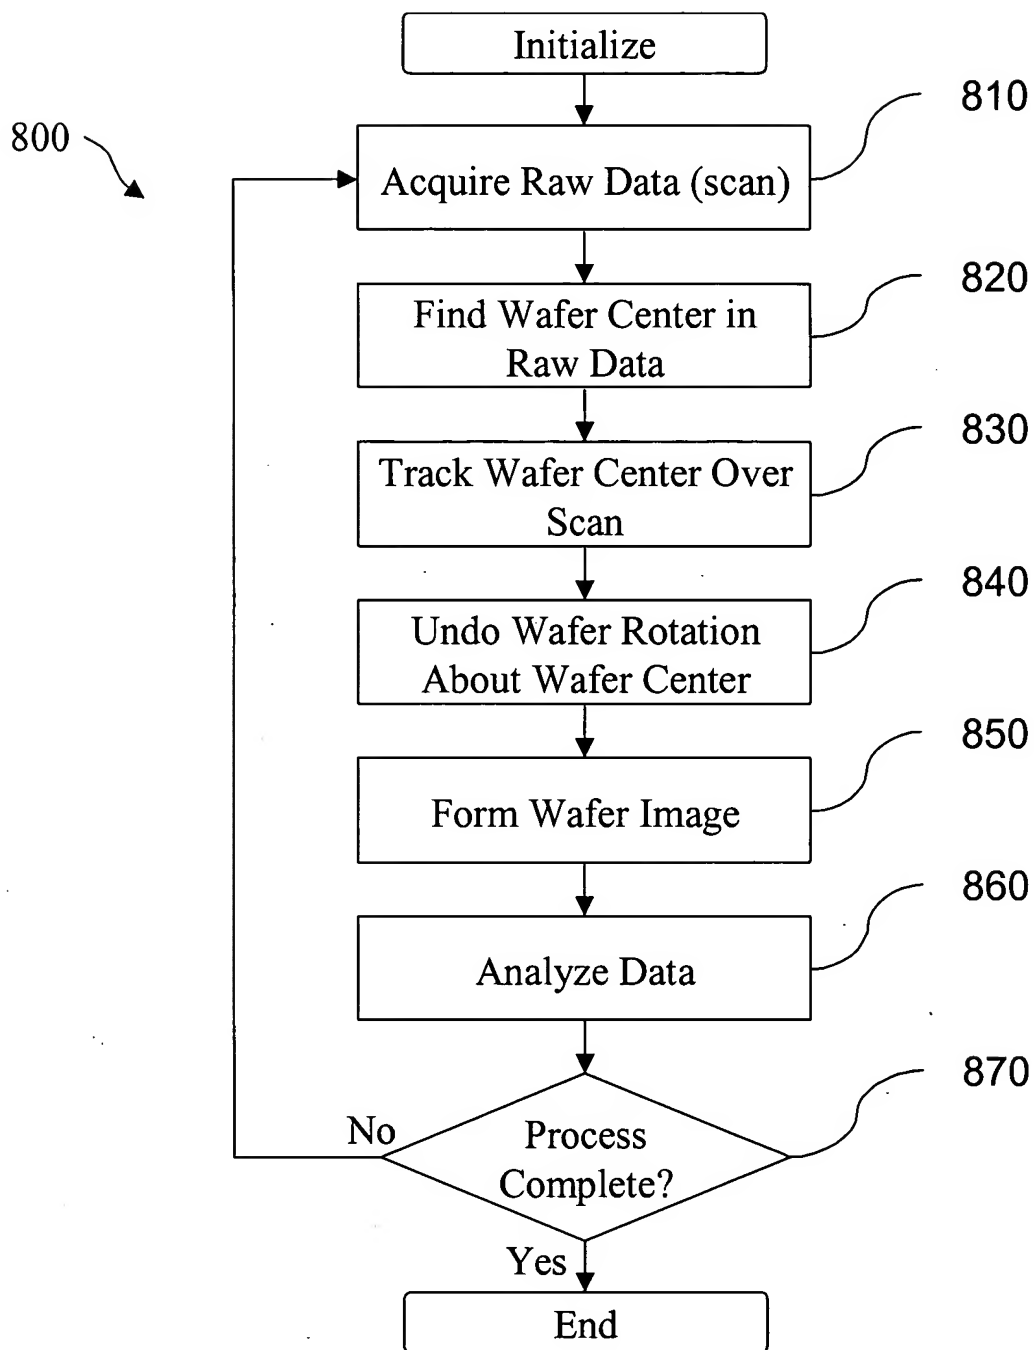 Initialize
800
810
Acquire Raw Data (scan)
820
Find Wafer Center in
Raw Data
830
Track Wafer Center Over
Scan
840
Undo Wafer Rotation
About Wafer Center
850
Form Wafer Image
860
Analyze Data
870
No
Process
Complete?
Yes
End